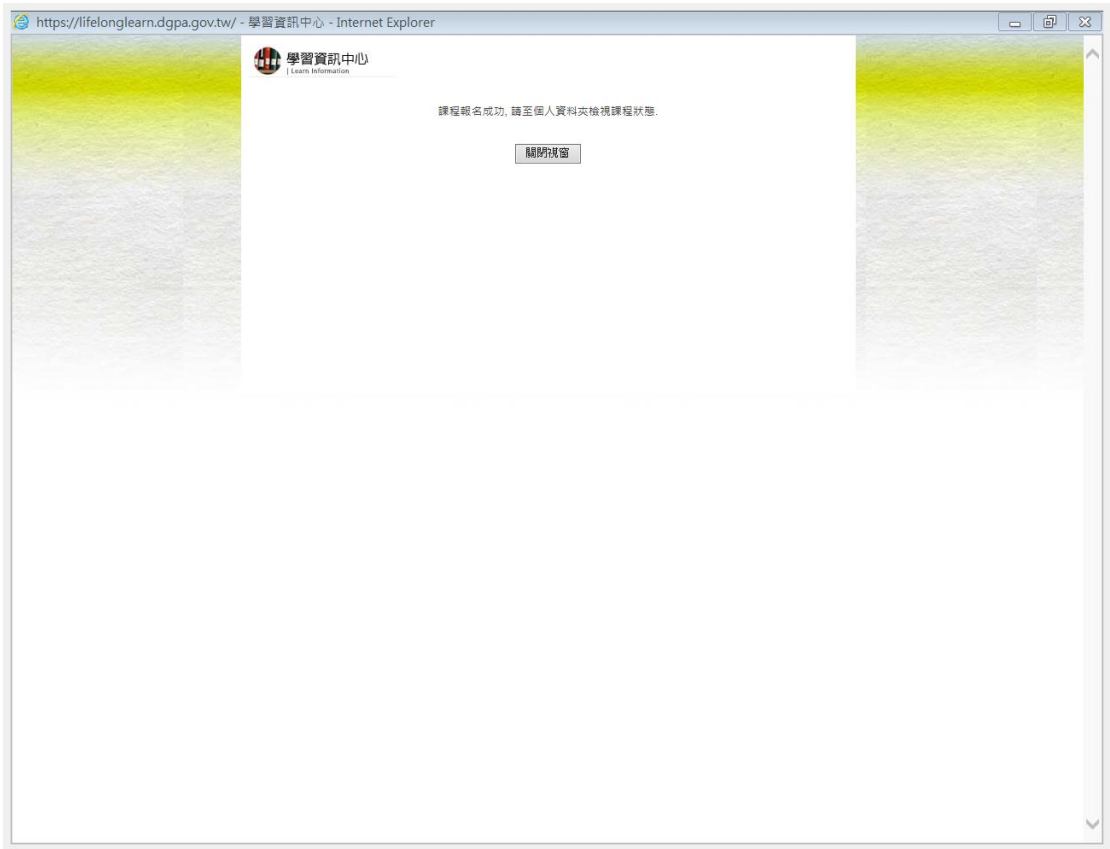 https://lifelonglearn.dgpa.gov.tw/ - 學習資訊中心 - Internet Explorer
學習資訊中心
| Learn Information
課程報名成功, 請至個人資料夾檢視課程狀態.
關閉視窗